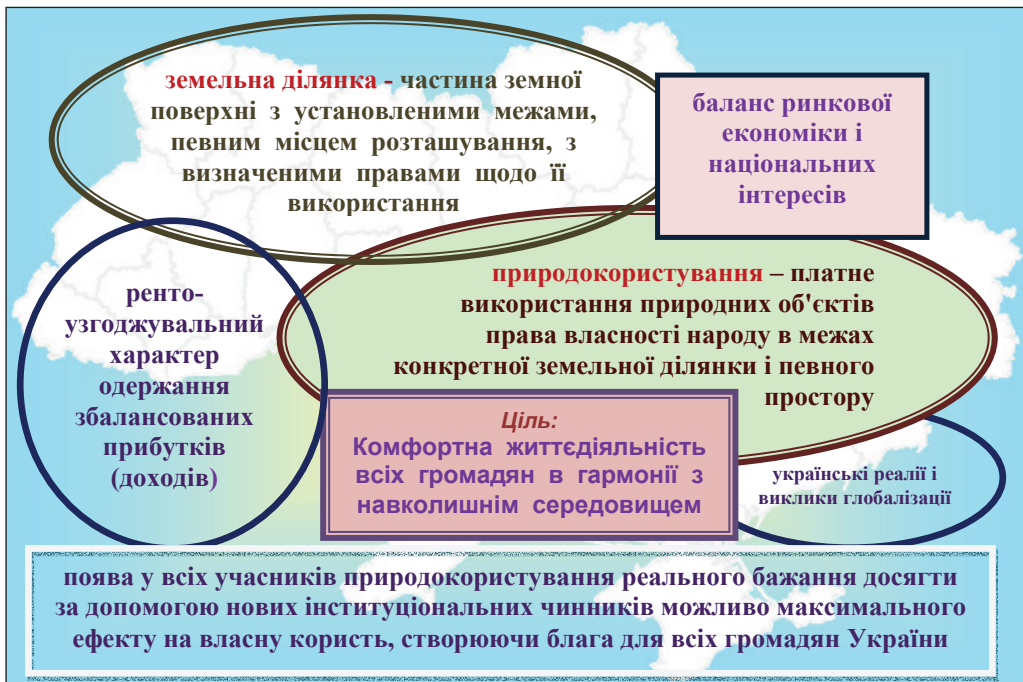 земельна ділянка - частина земної
поверхні з установленими межами,
певним місцем розташування, з
визначеними правами щодо її
використання
баланс ринкової
економіки і
національних
інтересів
природокористування – платне
використання природних об'єктів
права власності народу в межах
конкретної земельної ділянки і певного
простору
ренто-
узгоджувальний
характер
одержання
збалансованих
прибутків
(доходів)
Ціль:
Комфортна життєдіяльність
всіх громадян в гармонії з
навколишнім середовищем
українські реалії і
виклики глобалізації
поява у всіх учасників природокористування реального бажання досягти
за допомогою нових інституціональних чинників можливо максимального
ефекту на власну користь, створюючи блага для всіх громадян України